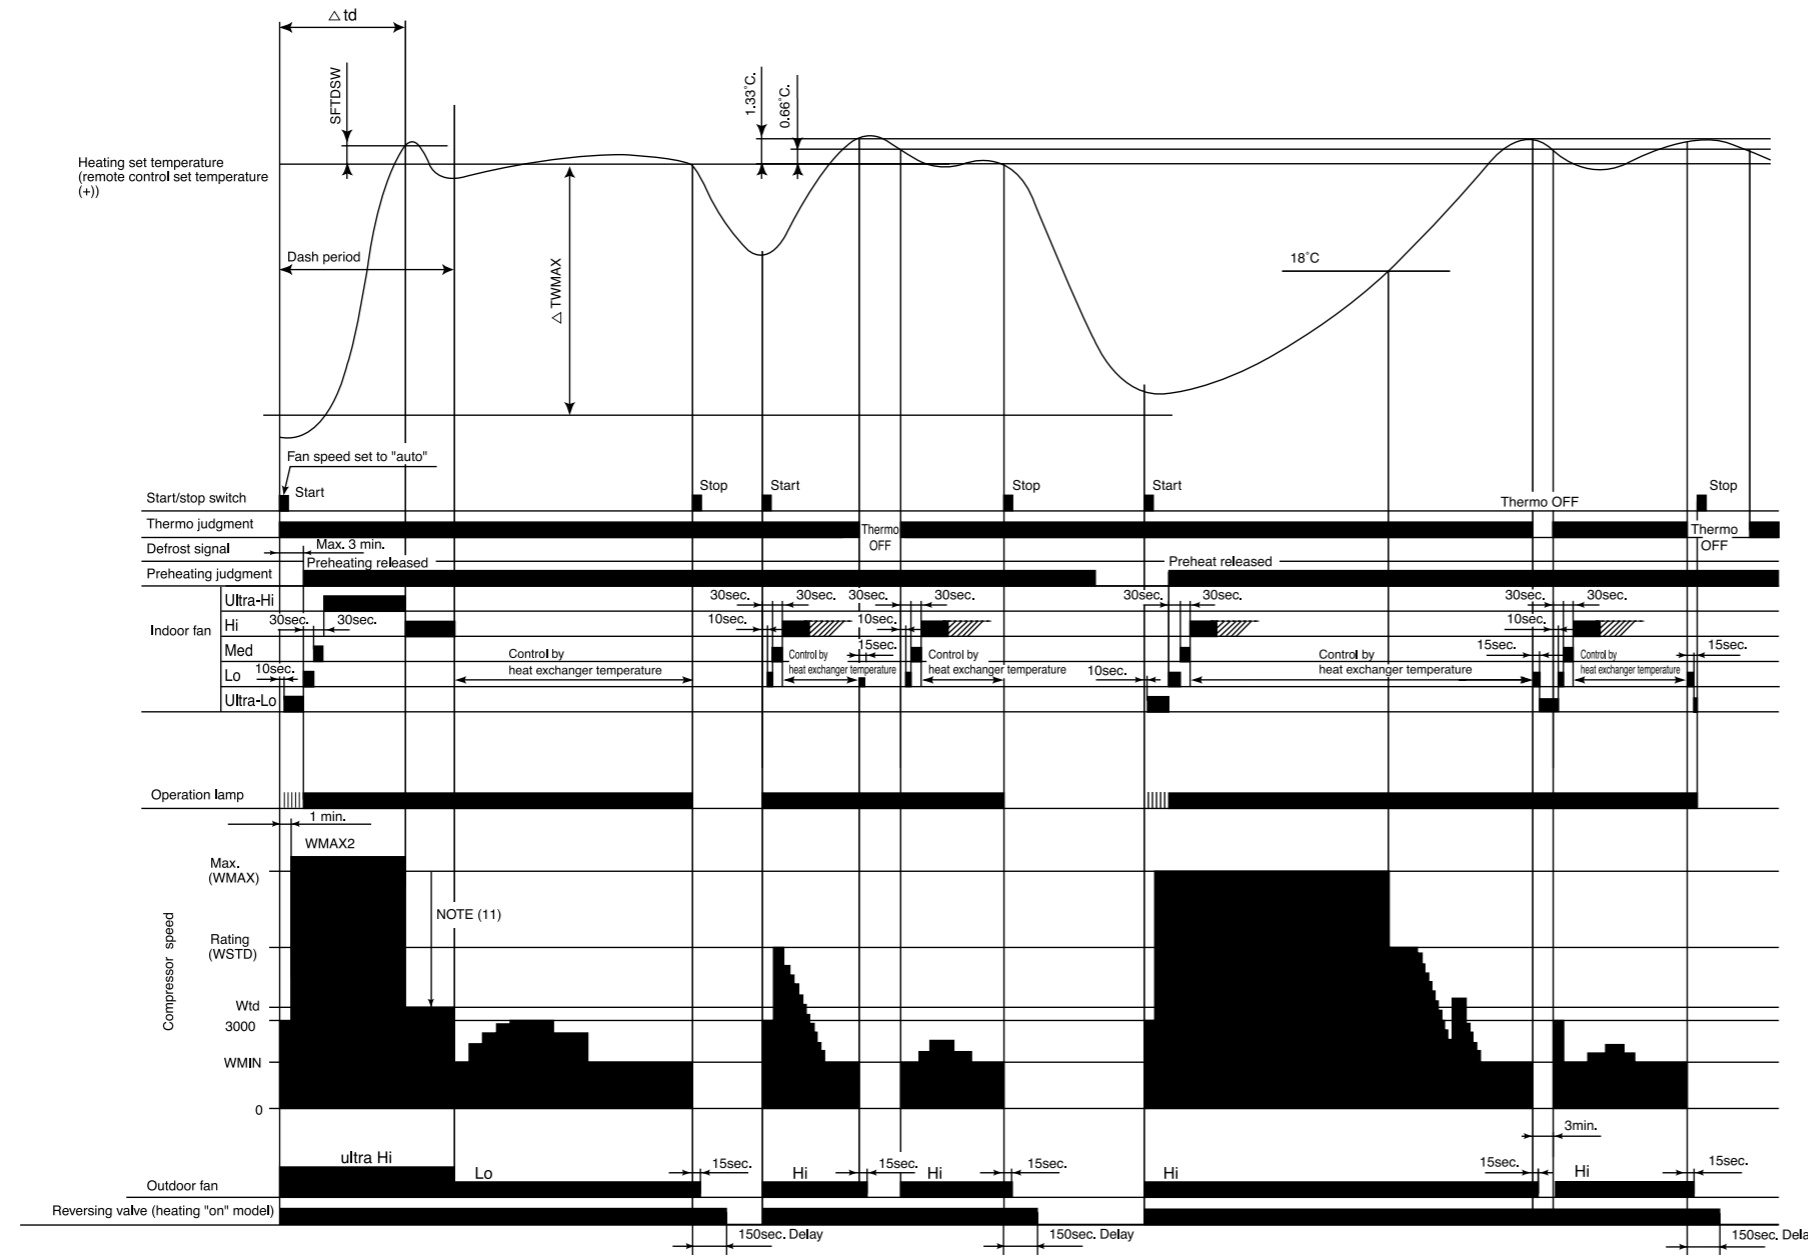 △ td
SFTDSW
1.33°C.
0.66°C.
Heating set temperature
(remote control set temperature
(+))
Dash period
△ TWMAX
18°C
Fan speed set to "auto"
Start/stop switch
Start
Stop
Start
Stop
Start
Thermo OFF
Stop
Thermo judgment
Thermo
OFF
Thermo
OFF
Defrost signal
Max. 3 min.
Preheating judgment
Preheating released
Preheat released
Indoor fan
Ultra-Hi
30sec.
30sec.
30sec.
30sec.
30sec.
30sec.
30sec.
30sec.
Hi
30sec.
30sec.
10sec.
10sec.
10sec.
Med
Control by
heat exchanger temperature
Control by
heat exchanger temperature
15sec.
Control by
heat exchanger temperature
Control by
heat exchanger temperature
15sec.
Control by
heat exchanger temperature
15sec.
Lo
10sec.
10sec.
Ultra-Lo
Operation lamp
1 min.
WMAX2
Compressor speed
Max.
(WMAX)
NOTE (11)
Rating
(WSTD)
Wtd
3000
WMIN
0
3min.
Outdoor fan
ultra Hi
Lo
15sec.
Hi
15sec.
Hi
15sec.
Hi
15sec.
Hi
15sec.
Reversing valve (heating "on" model)
150sec. Delay
150sec. Delay
150sec. Dela